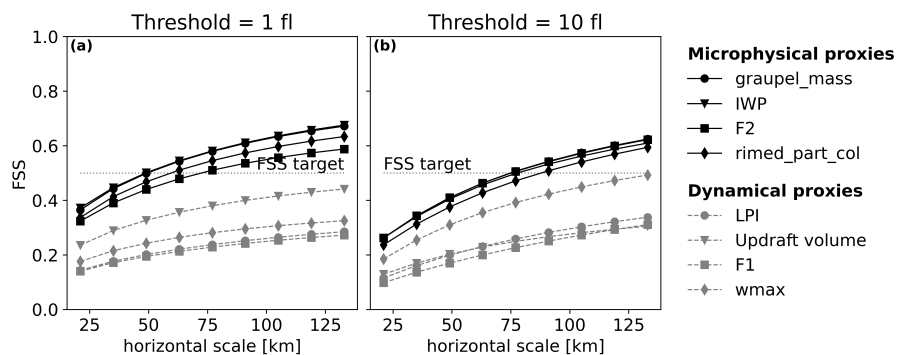 Threshold = 1 fl
Threshold = 10 fl
(a)
(b)
FSS target
FSS target
FSS
1.0
0.8
0.6
0.4
0.2
0.0
25 50 75 100 125
25 50 75 100 125
horizontal scale [km]
horizontal scale [km]
Microphysical proxies
graupel_mass
IWP
F2
rimed_part_col
Dynamical proxies
LPI
Updraft volume
F1
wmax